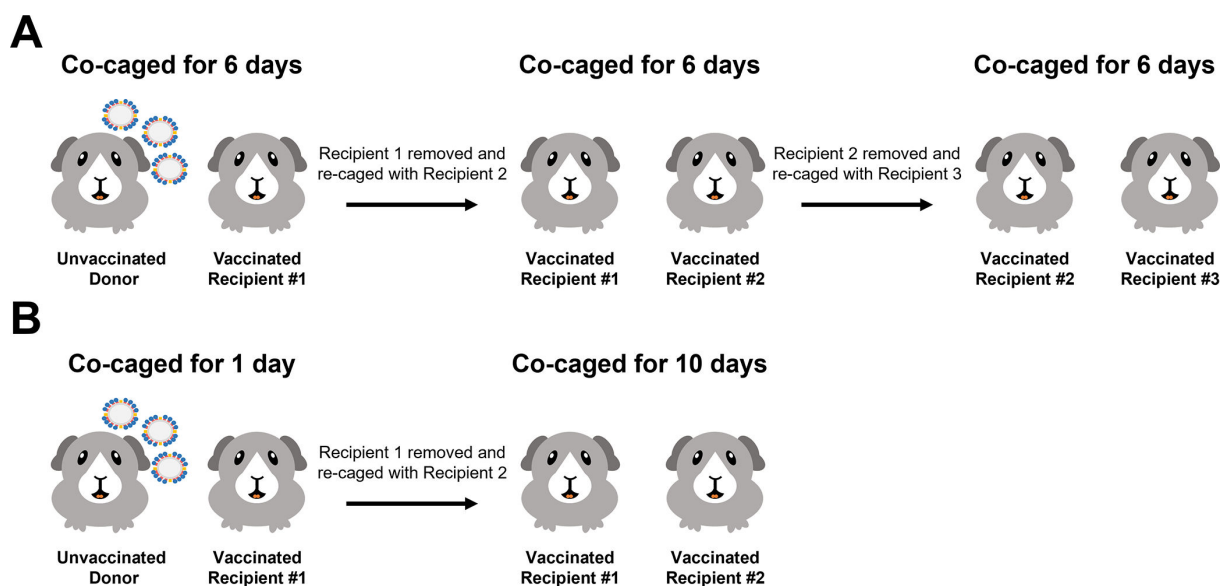 A
Co-caged for 6 days
Co-caged for 6 days
Co-caged for 6 days
Recipient 1 removed and
re-caged with Recipient 2
Recipient 2 removed and
re-caged with Recipient 3
Unvaccinated
Donor
Vaccinated
Recipient #1
Vaccinated
Recipient #1
Vaccinated
Recipient #2
Vaccinated
Recipient #2
Vaccinated
Recipient #3
B
Co-caged for 1 day
Co-caged for 10 days
Recipient 1 removed and
re-caged with Recipient 2
Unvaccinated
Donor
Vaccinated
Recipient #1
Vaccinated
Recipient #1
Vaccinated
Recipient #2